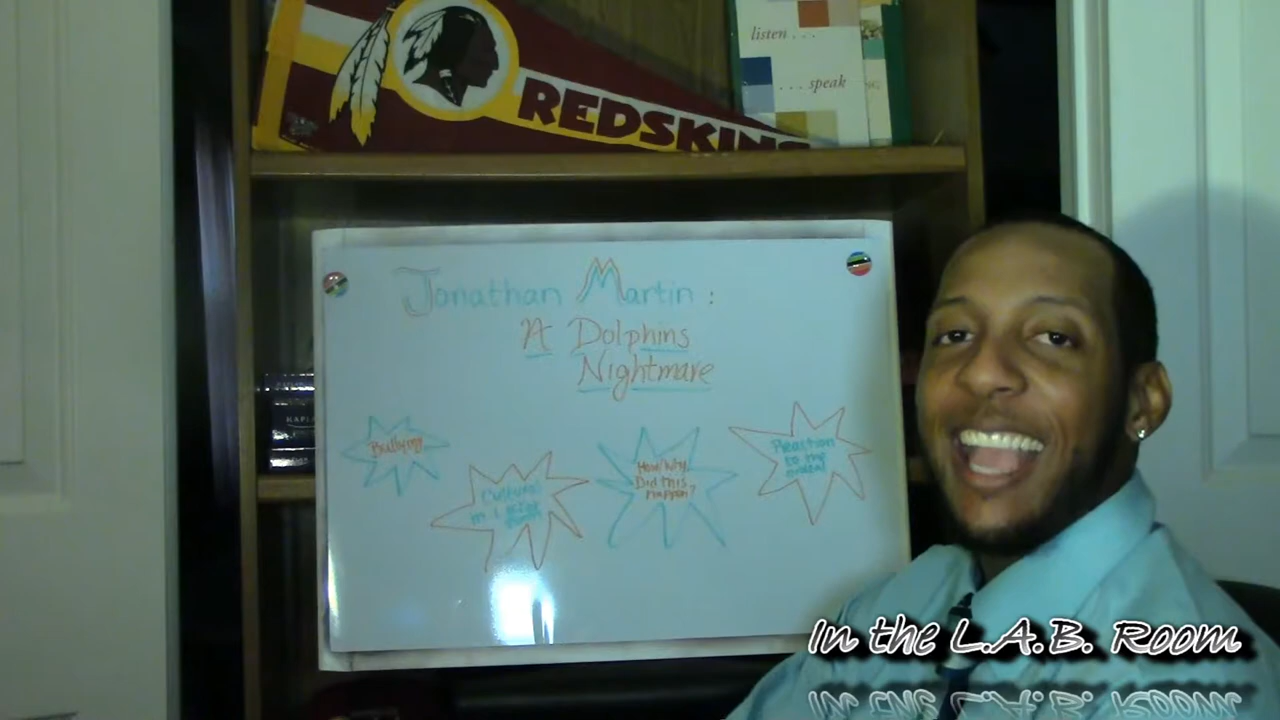 REDSKINS
listen . . .
. . . speak
Jonathan Martin :
A Dolphins
Nightmare
Bullying
How/Why
Did this
happen?
Reaction
to the
ordeal
In the L.A.B. Room